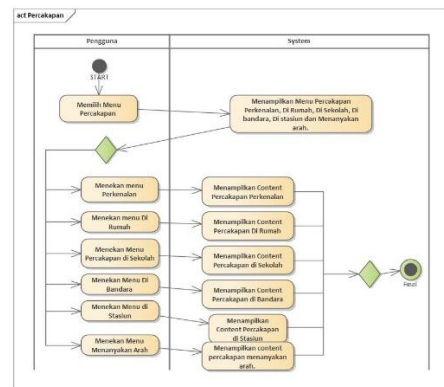 act Percakapan
Pengguna
System
START
Memilih Menu
Percakapan
Menampilkan Menu Percakapan
Perkenalan, Di Rumah, Di Sekolah, Di
bandara, Di stasiun dan Menanyakan
arah.
Menekan menu
Perkenalan
Menampilkan Content
Percakapan Perkenalan
Menekan menu Di
Rumah
Menampilkan Content
Percakapan Di Rumah
Menekan Menu
Percakapan di Sekolah
Menampilkan Content
Percakapan di Sekolah
Menekan Menu Di
Bandara
Menampilkan Content
Percakapan di Bandara
Menekan Menu di
Stasiun
Menampilkan
Content Percakapan
di Stasiun
Menekan Menu
Menanyakan Arah
Menampilkan content
percakapan menanyakan
arah.
Final